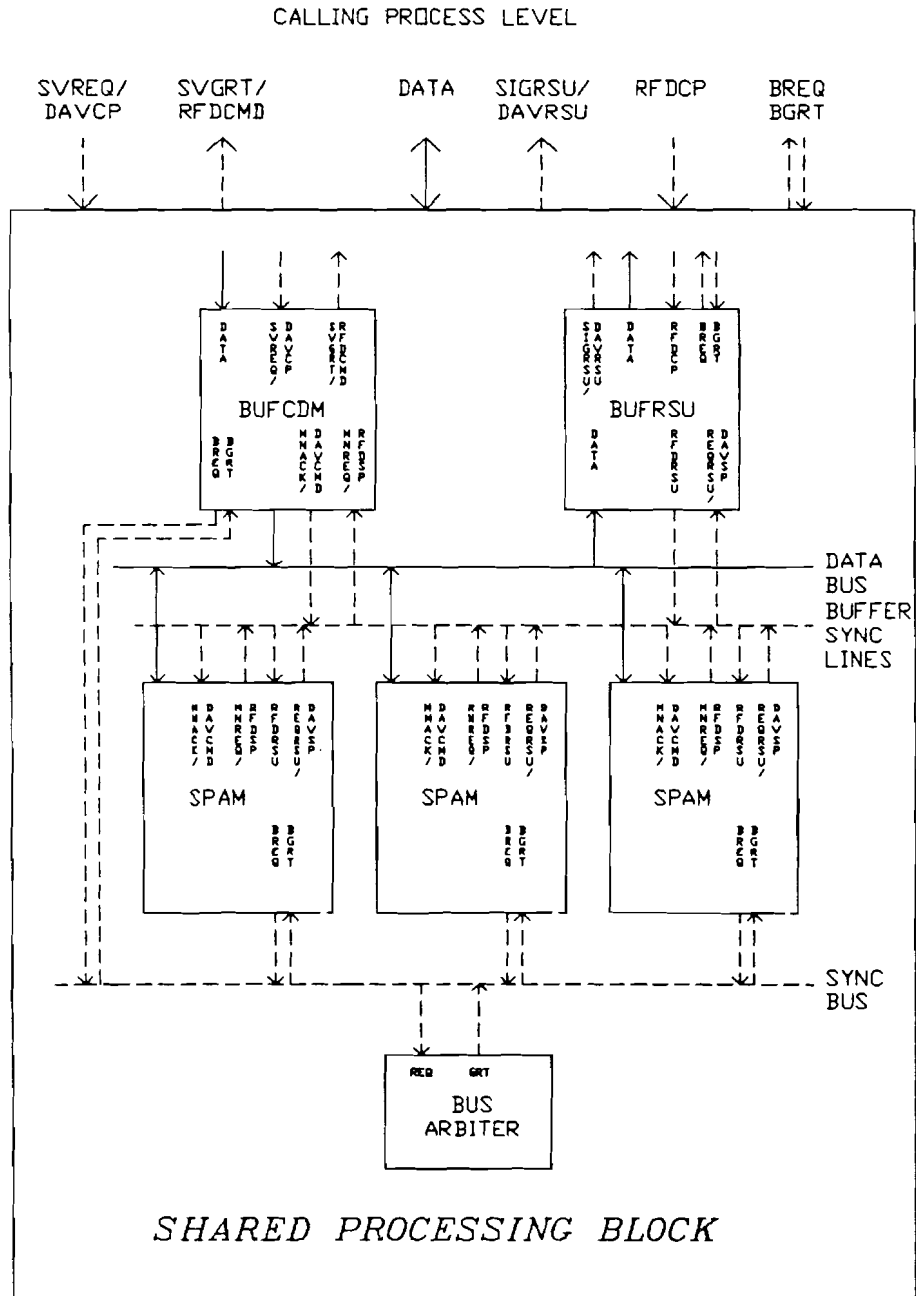 CALLING PROCESS LEVEL
SVREQ/
DAVCP
SVGRT/
RFDCMD
DATA
SIGRSU/
DAVRSU
RFDCP
BREQ
BGRT
DATA
SVREQ/
DAVCP
SVGRT/
RFDCMD
BUFCDM
BREQ
BGRT
MNACK/
DAVCMD
MNREQ/
RFDSP
SIGRSU/
DAVRSU
DATA
RFDCP
BREQ
BGRT
BUFRSU
DATA
RFDRSU
REQRSU/
DAVSP
DATA
BUS
BUFFER
SYNC
LINES
MNACK/
DAVCMD
MNREQ/
RFDSP
RFDRSU
REQRSU/
DAVSP
SPAM
BREQ
BGRT
MNACK/
DAVCMD
MNREQ/
RFDSP
RFDRSU
REQRSU/
DAVSP
SPAM
BREQ
BGRT
MNACK/
DAVCMD
MNREQ/
RFDSP
RFDRSU
REQRSU/
DAVSP
SPAM
BREQ
BGRT
SYNC
BUS
REQ
GRT
BUS
ARBITER
SHARED PROCESSING BLOCK